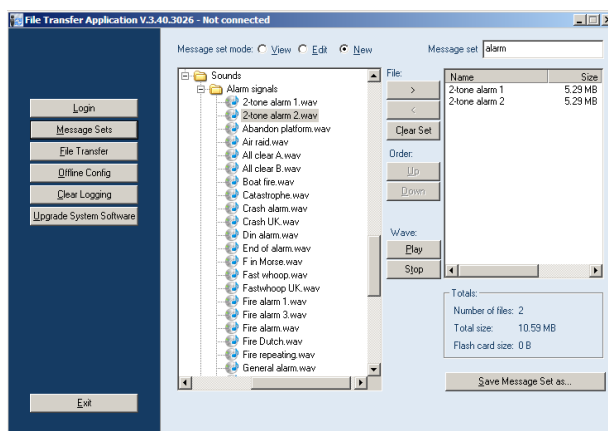 File Transfer Application V.3.40.3026 - Not connected
Message set mode: View Edit New Message set alarm
Login
Message Sets
File Transfer
Offline Config
Clear Logging
Upgrade System Software
Exit
Sounds
Alarm signals
2-tone alarm 1.wav
2-tone alarm 2.wav
Abandon platform.wav
Air raid.wav
All clear A.wav
All clear B.wav
Boat fire.wav
Catastrophe.wav
Crash alarm.wav
Crash UK.wav
Din alarm.wav
End of alarm.wav
F in Morse.wav
Fast whoop.wav
Fastwhoop UK.wav
Fire alarm 1.wav
Fire alarm 3.wav
Fire alarm.wav
Fire Dutch.wav
Fire repeating.wav
General alarm.wav
File:
>
<
Clear Set
Order:
Up
Down
Wave:
Play
Stop
Name Size
2-tone alarm 1 5.29 MB
2-tone alarm 2 5.29 MB
Totals:
Number of files: 2
Total size: 10.59 MB
Flash card size: 0 B
Save Message Set as...